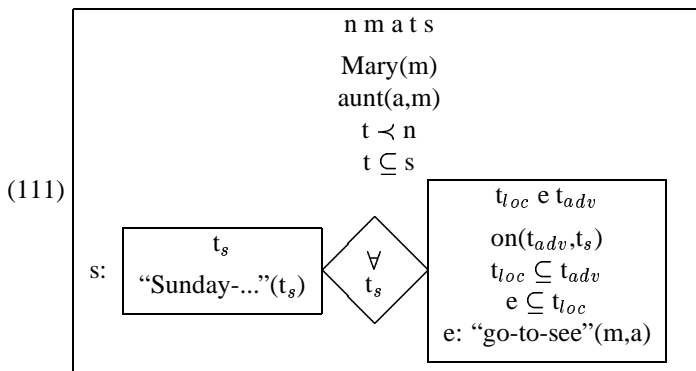 n m a t s
Mary(m)
aunt(a,m)
t ≺ n
t ⊆ s
(111)
s:
t_s
"Sunday-..."(t_s)
∀
t_s
t_loc e t_adv
on(t_adv,t_s)
t_loc ⊆ t_adv
e ⊆ t_loc
e: "go-to-see"(m,a)